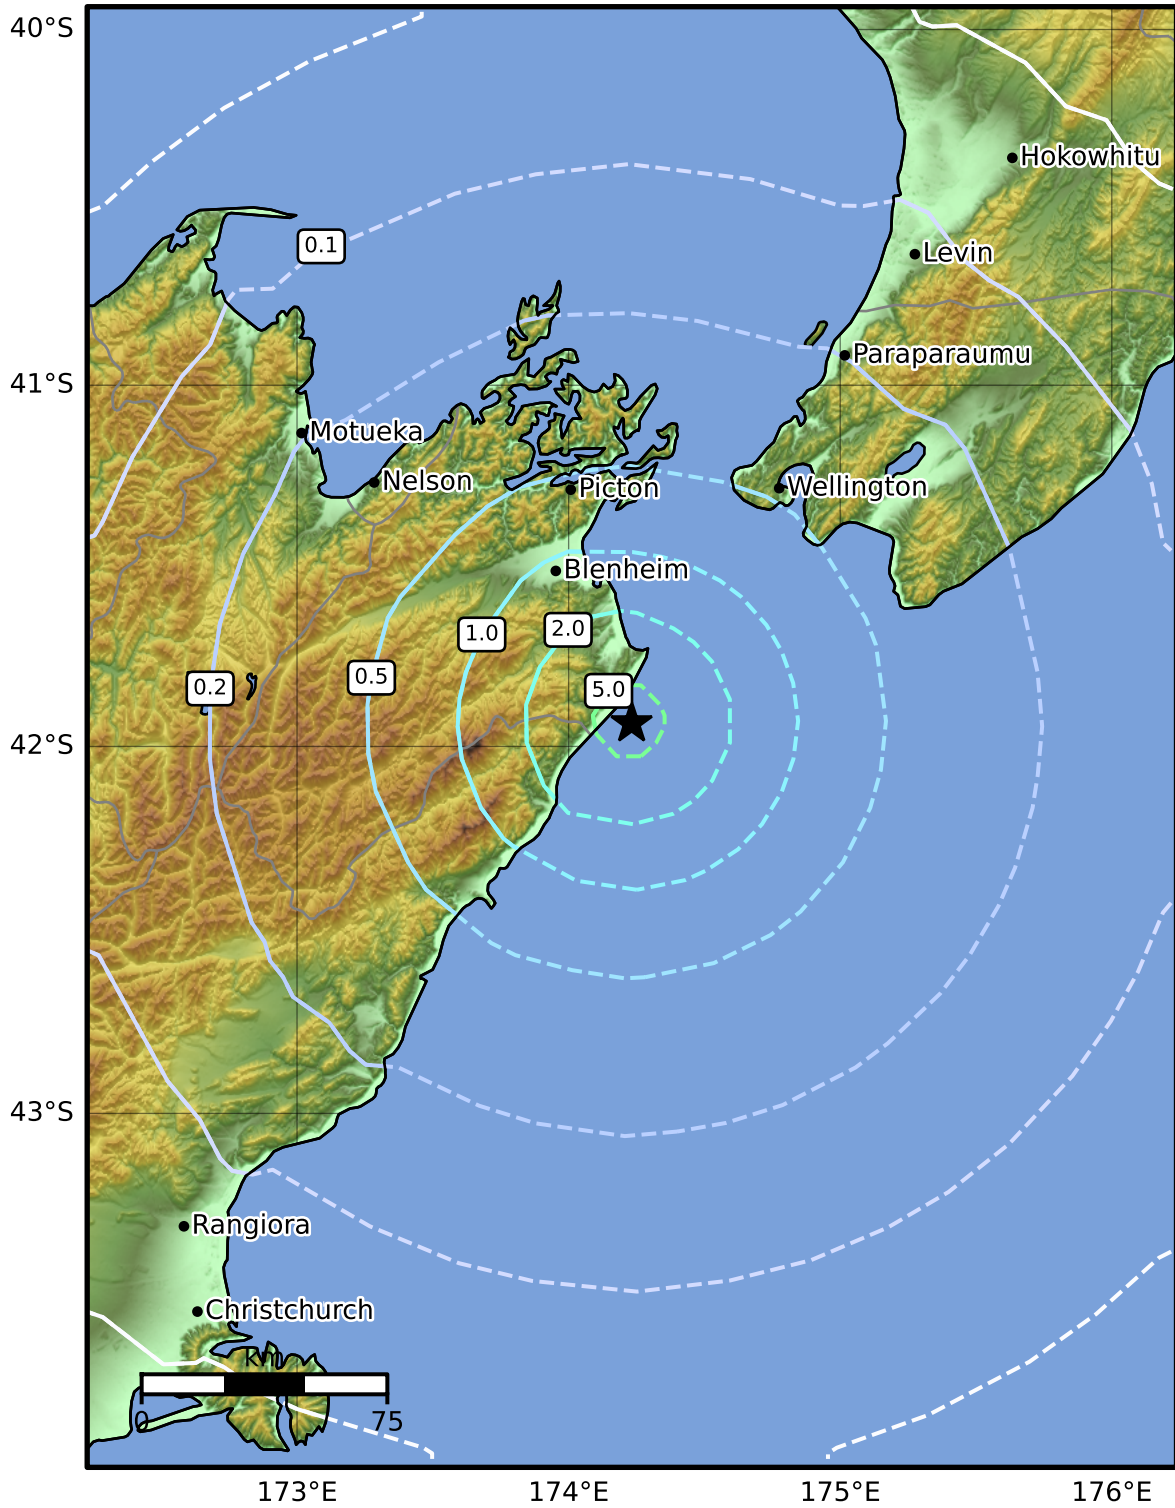 40°S
Hokowhitu
0.1
Levin
Paraparaumu
41°S
Motueka
Nelson
Picton
Wellington
Blenheim
1.0
2.0
0.5
0.2
5.0
42°S
43°S
Rangiora
Christchurch
km
0
75
173°E
174°E
175°E
176°E